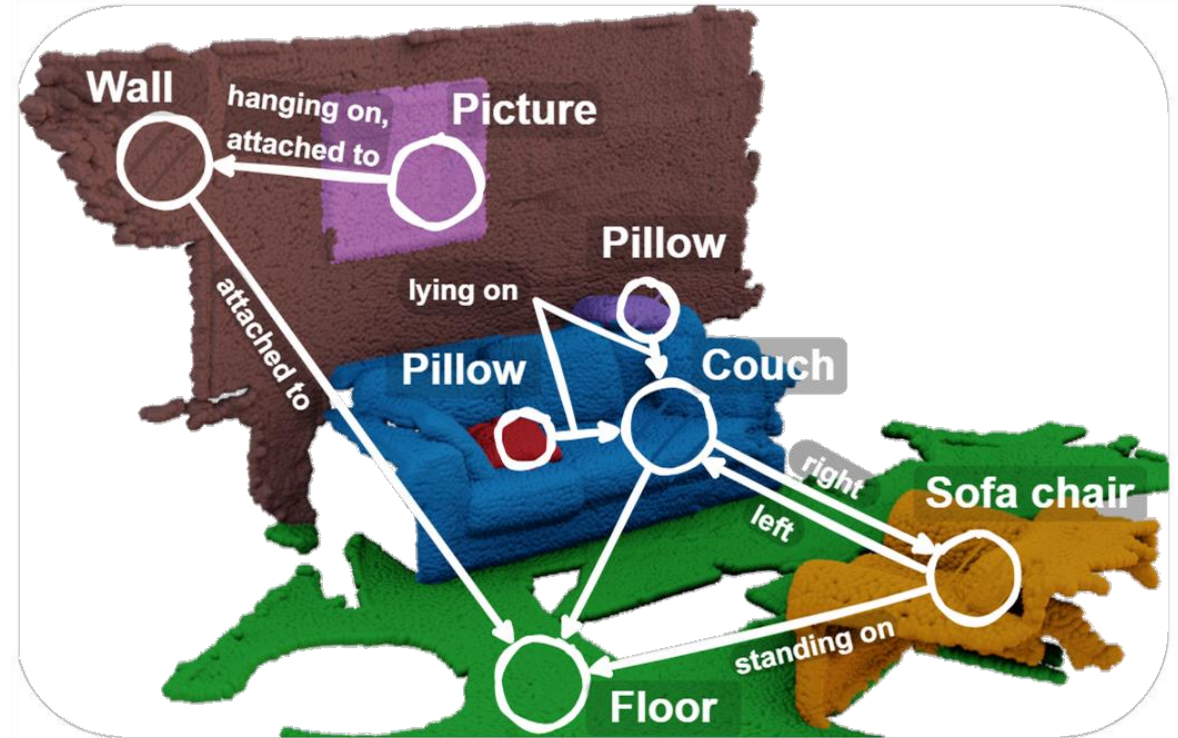 Wall
hanging on,
attached to
Picture
Pillow
lying on
attached to
Pillow
Couch
right
left
Sofa chair
standing on
Floor